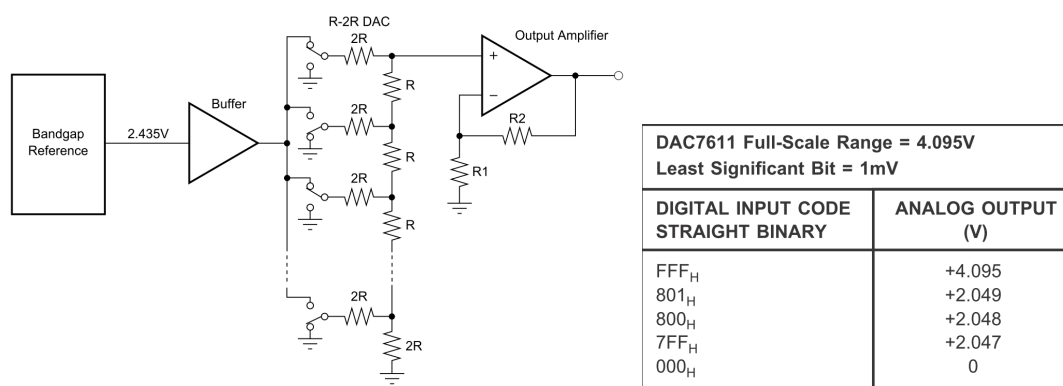 R-2R DAC
2R
Output Amplifier
+
–
R
Buffer
2R
R2
Bandgap
Reference
2.435V
R
R1
2R
R
2R
2R
DAC7611 Full-Scale Range = 4.095V
Least Significant Bit = 1mV
DIGITAL INPUT CODE
STRAIGHT BINARY
ANALOG OUTPUT
(V)
FFFH +4.095
801H +2.049
800H +2.048
7FFH +2.047
000H 0